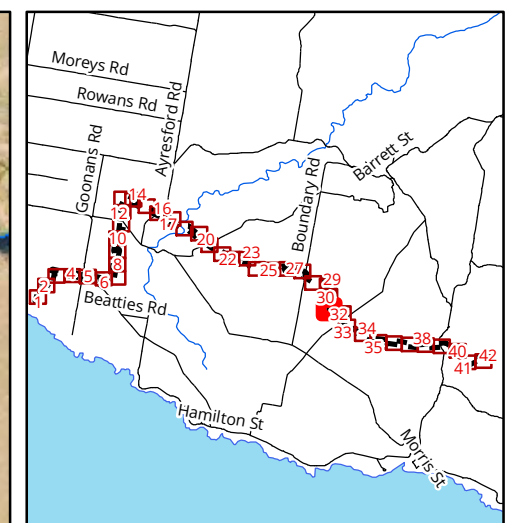 Moreys Rd
Rowans Rd
Ayresford Rd
Goonans Rd
Barrett St
Boundary Rd
Beatties Rd
Hamilton St
Morris St
14
12
16
17
10
20
8
22
23
25
27
4
5
6
2
1
29
30
32
33
34
35
38
40
41
42